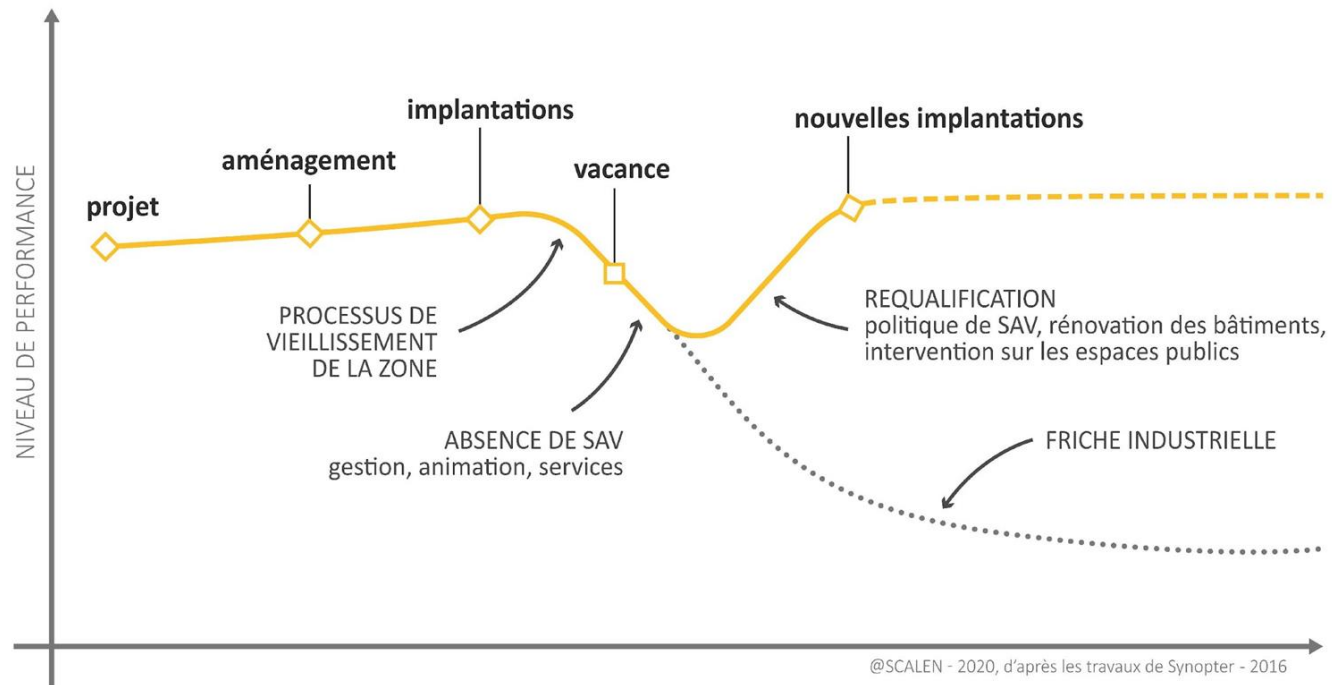 NIVEAU DE PERFORMANCE
projet
aménagement
implantations
vacance
nouvelles implantations
PROCESSUS DE
VIEILLISSEMENT
DE LA ZONE
ABSENCE DE SAV
gestion, animation, services
REQUALIFICATION
politique de SAV, rénovation des bâtiments,
intervention sur les espaces publics
FRICHE INDUSTRIELLE
@SCALEN - 2020, d'après les travaux de Synopter - 2016